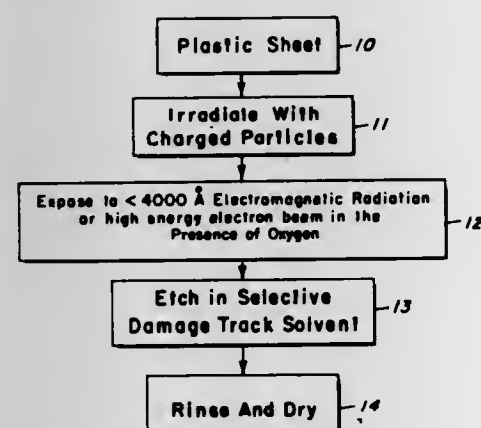 Plastic Sheet 10
Irradiate With
Charged Particles 11
Expose to < 4000 Å Electromagnetic Radiation
or high energy electron beam in the
Presence of Oxygen 12
Etch in Selective
Damage Track Solvent 13
Rinse And Dry 14